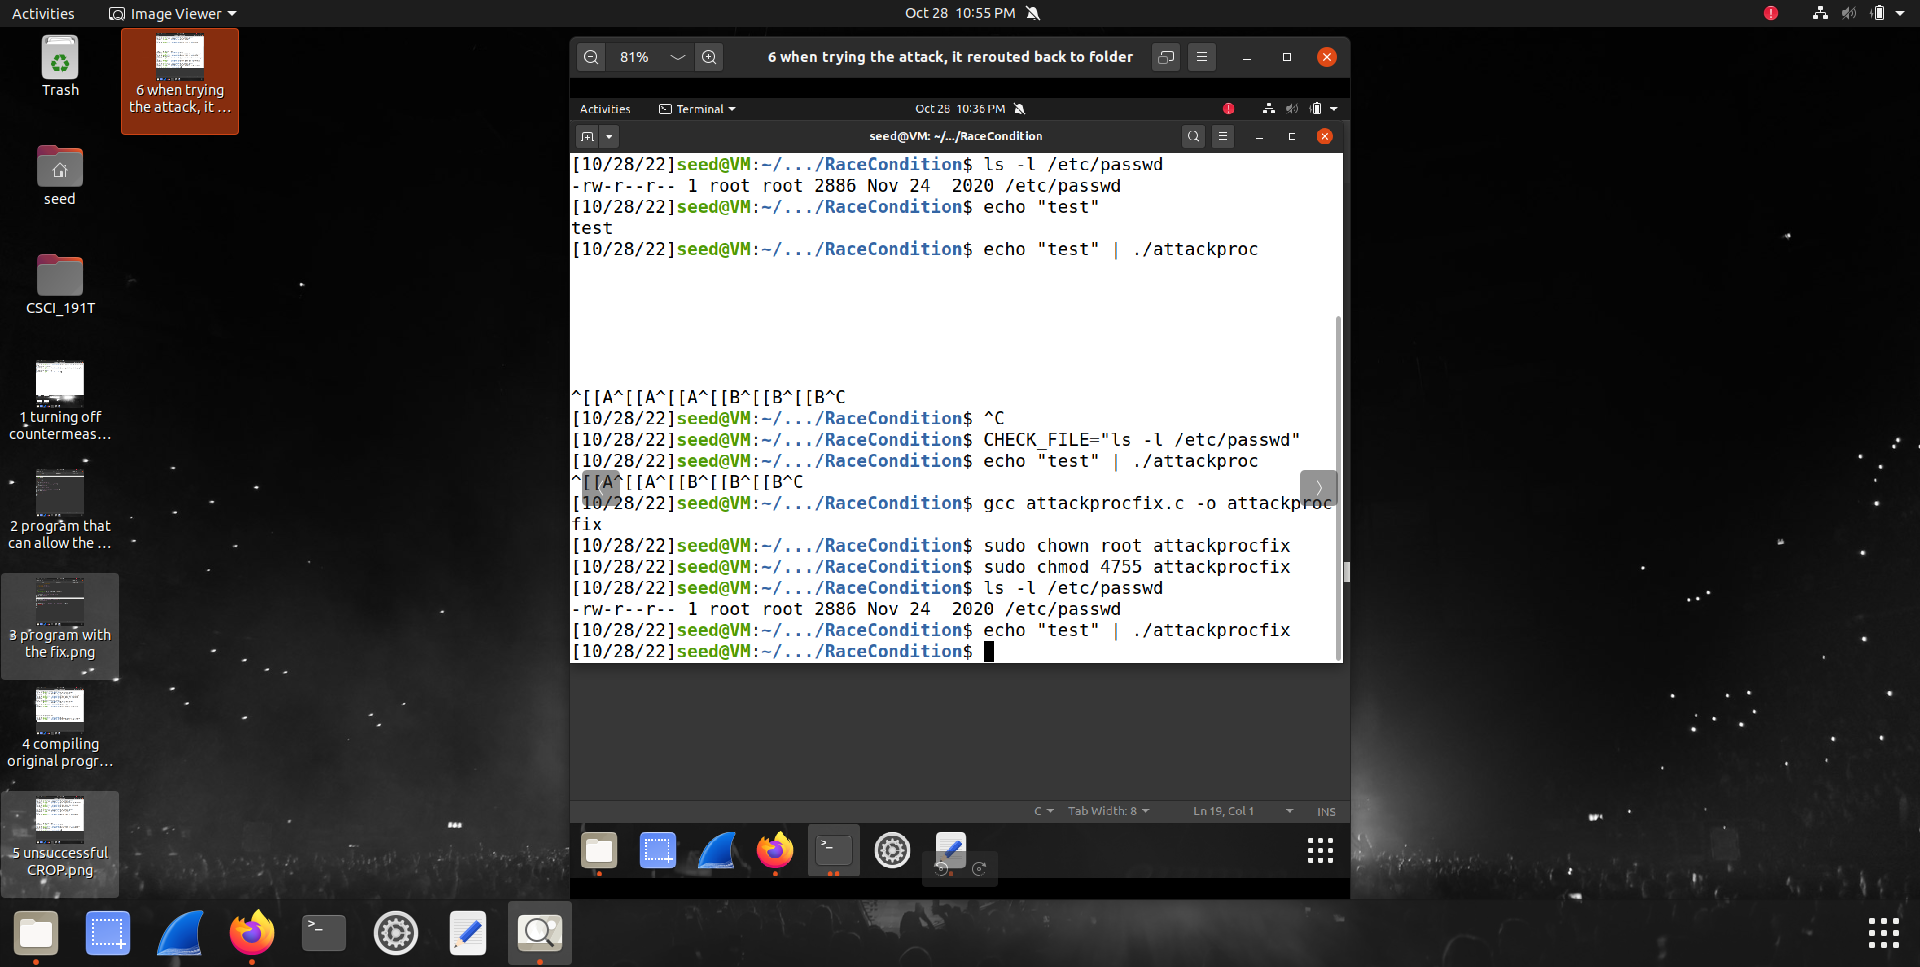 Activities
Image Viewer
Oct 28 10:55 PM
Trash
6 when trying
the attack, it ...
seed
CSCI_191T
1 turning off
countermeas...
2 program that
can allow the ...
3 program with
the fix.png
4 compiling
original progr...
5 unsuccessful
CROP.png
81%
6 when trying the attack, it rerouted back to folder
Activities
Terminal
Oct 28 10:36 PM
seed@VM: ~/.../RaceCondition
[10/28/22]seed@VM:~/.../RaceCondition$ ls -l /etc/passwd
-rw-r--r-- 1 root root 2886 Nov 24  2020 /etc/passwd
[10/28/22]seed@VM:~/.../RaceCondition$ echo "test"
test
[10/28/22]seed@VM:~/.../RaceCondition$ echo "test" | ./attackproc
^[[A^[[A^[[A^[[B^[[B^[[B^C
[10/28/22]seed@VM:~/.../RaceCondition$ ^C
[10/28/22]seed@VM:~/.../RaceCondition$ CHECK_FILE="ls -l /etc/passwd"
[10/28/22]seed@VM:~/.../RaceCondition$ echo "test" | ./attackproc
^[[A^[[A^[[B^[[B^[[B^C
[10/28/22]seed@VM:~/.../RaceCondition$ gcc attackprocfix.c -o attackproc
fix
[10/28/22]seed@VM:~/.../RaceCondition$ sudo chown root attackprocfix
[10/28/22]seed@VM:~/.../RaceCondition$ sudo chmod 4755 attackprocfix
[10/28/22]seed@VM:~/.../RaceCondition$ ls -l /etc/passwd
-rw-r--r-- 1 root root 2886 Nov 24  2020 /etc/passwd
[10/28/22]seed@VM:~/.../RaceCondition$ echo "test" | ./attackprocfix
[10/28/22]seed@VM:~/.../RaceCondition$
C
Tab Width: 8
Ln 19, Col 1
INS